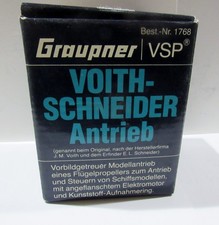 Best.-Nr. 1768
Graupner VSP®
VOITH-
SCHNEIDER
Antrieb
(genannt beim Original, nach der Herstellerfirma
J. M. Voith und dem Erfinder E. L. Schneider)
Vorbildgetreuer Modellantrieb
eines Flügelpropellers zum Antrieb
und Steuern von Schiffsmodellen,
mit angeflanschtem Elektromotor
und Kunststoff-Aufnahmering.